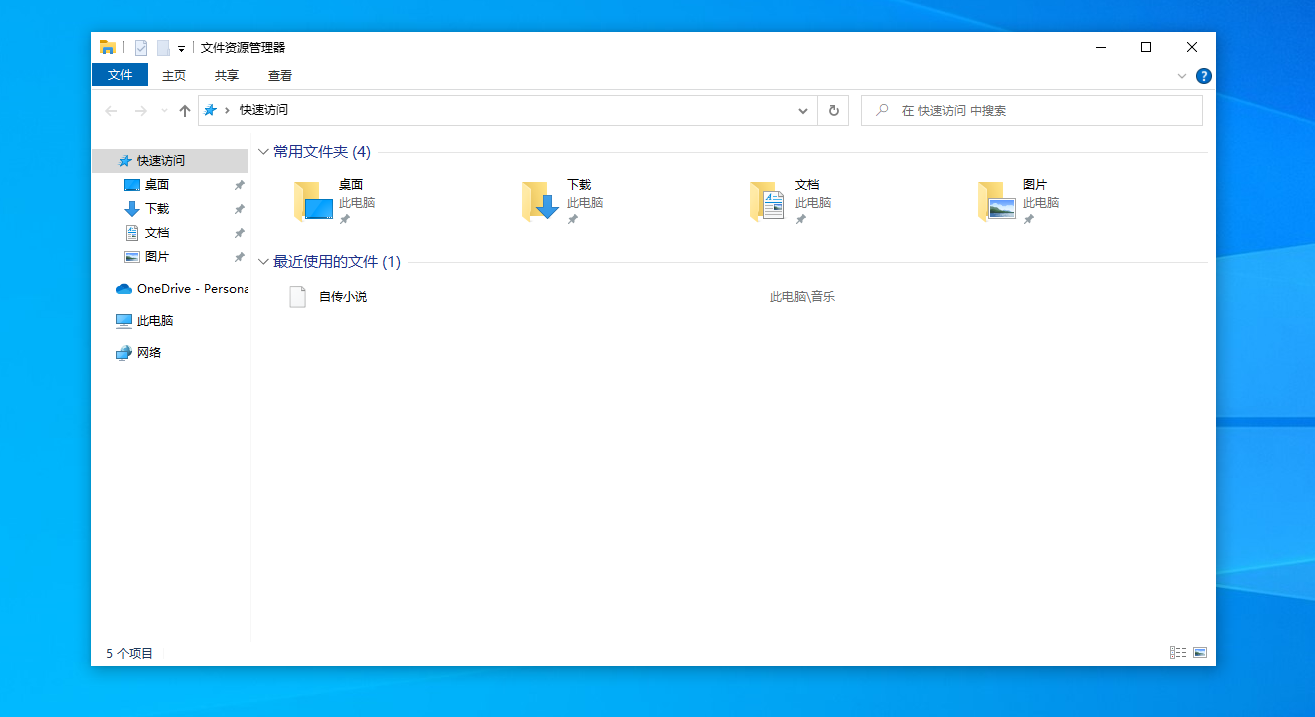 文件资源管理器
文件 主页 共享 查看
快速访问
在 快速访问 中搜索
快速访问
桌面
下载
文档
图片
OneDrive - Persona
此电脑
网络
常用文件夹 (4)
桌面
此电脑
下载
此电脑
文档
此电脑
图片
此电脑
最近使用的文件 (1)
自传小说 此电脑\音乐
5 个项目